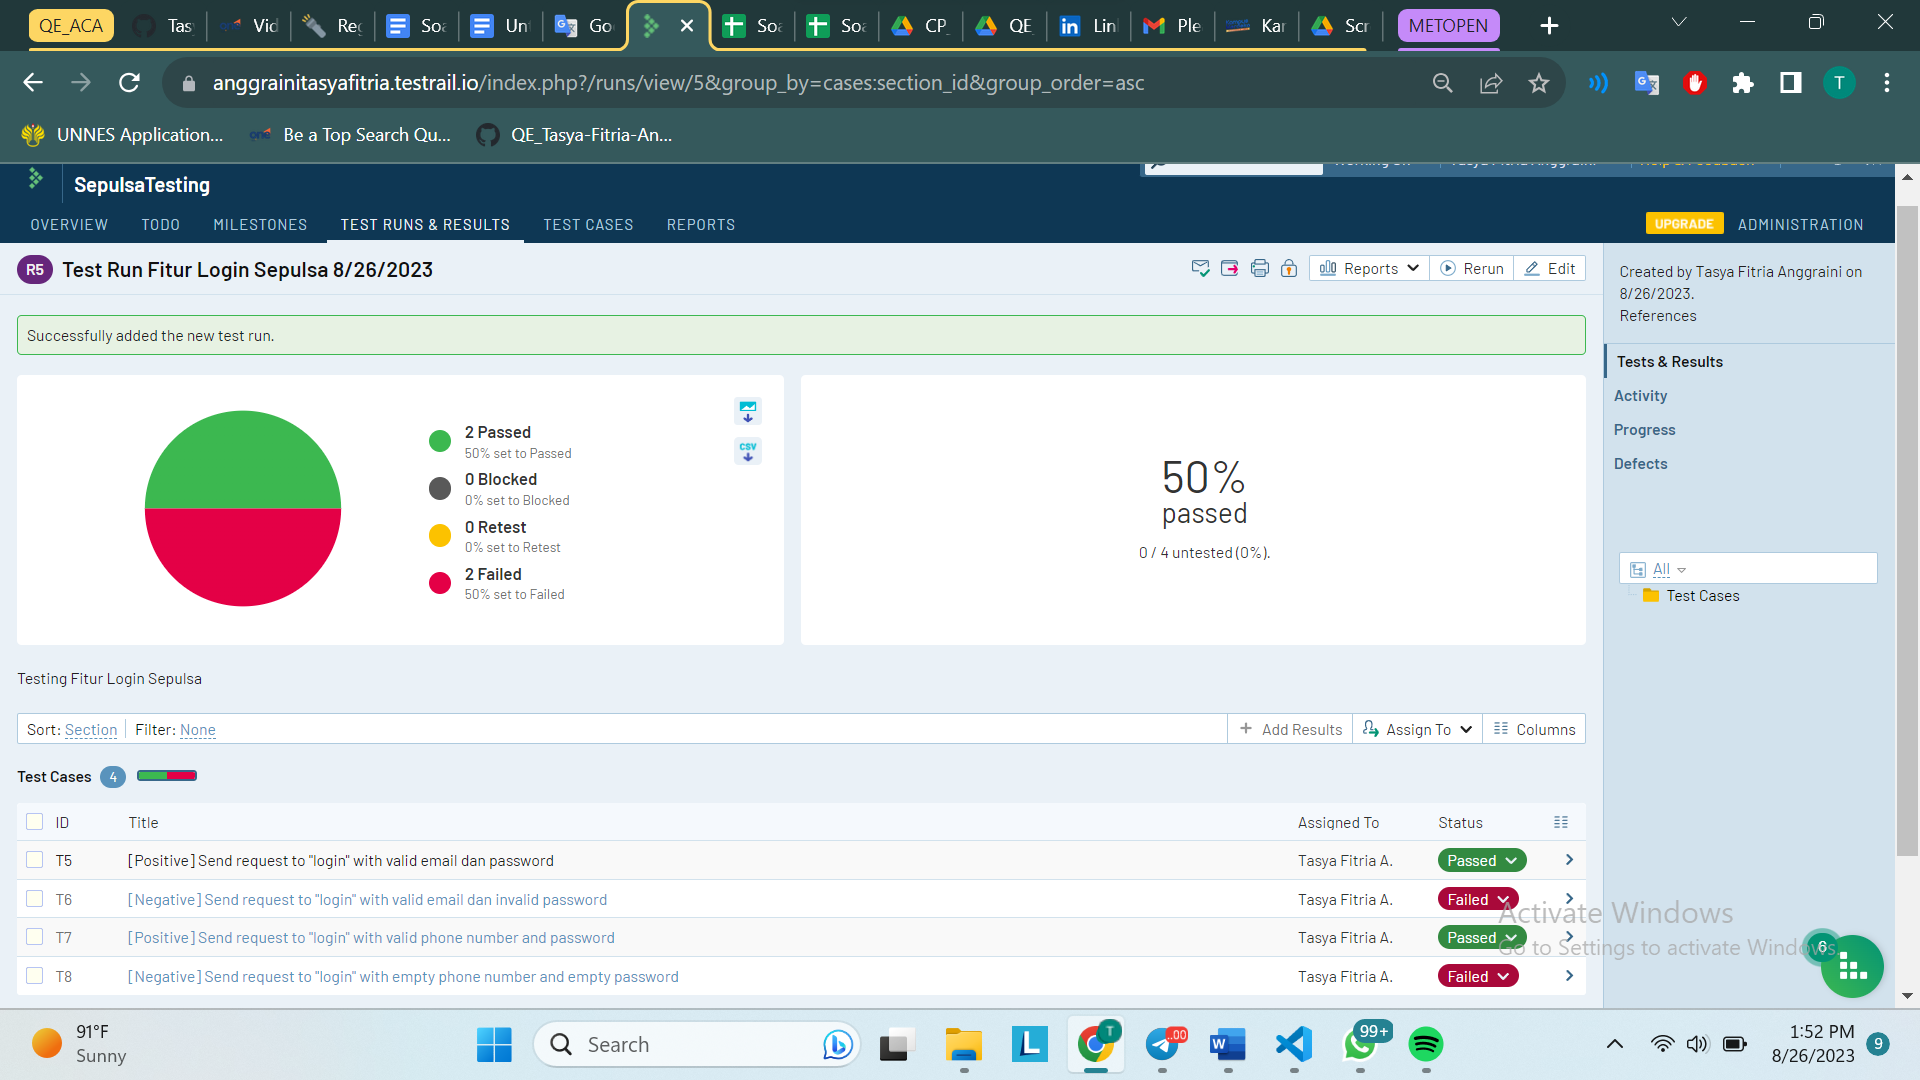 QE_ACA
Tas
Vid
Reg
Soa
Unt
Goo
Soa
Soa
CP_
QE_
Lin
Ple
Kar
Scr
METOPEN
anggrainitasyafitria.testrail.io/index.php?/runs/view/5&group_by=cases:section_id&group_order=asc
T
UNNES Application...
one
Be a Top Search Qu...
QE_Tasya-Fitria-An...
SepulsaTesting
OVERVIEW
TODO
MILESTONES
TEST RUNS & RESULTS
TEST CASES
REPORTS
UPGRADE
ADMINISTRATION
R5
Test Run Fitur Login Sepulsa 8/26/2023
Reports
Rerun
Edit
Created by Tasya Fitria Anggraini on
8/26/2023.
References
Successfully added the new test run.
Tests & Results
Activity
Progress
Defects
2 Passed
50% set to Passed
0 Blocked
0% set to Blocked
0 Retest
0% set to Retest
2 Failed
50% set to Failed
CSV
50%
passed
0 / 4 untested (0%).
All
Test Cases
Testing Fitur Login Sepulsa
Sort: Section
Filter: None
Add Results
Assign To
Columns
Test Cases 4
ID
Title
Assigned To
Status
T5
[Positive] Send request to "login" with valid email dan password
Tasya Fitria A.
Passed
T6
[Negative] Send request to "login" with valid email dan invalid password
Tasya Fitria A.
Failed
T7
[Positive] Send request to "login" with valid phone number and password
Tasya Fitria A.
Passed
T8
[Negative] Send request to "login" with empty phone number and empty password
Tasya Fitria A.
Failed
Activate Windows
Go to Settings to activate Windows.
6
91°F
Sunny
Search
L
T
..00
W
99+
1:52 PM
8/26/2023
9